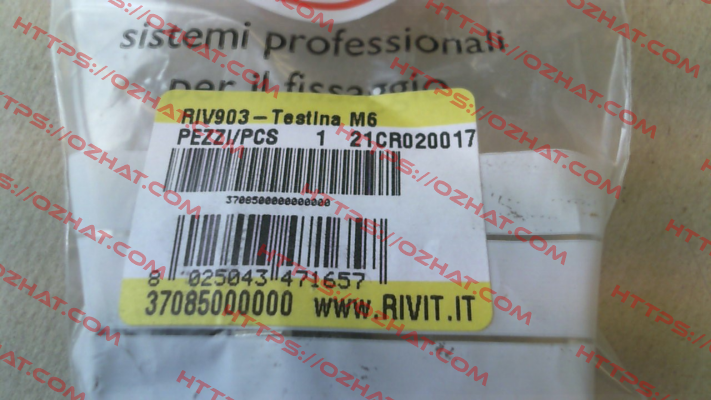 sistemi professionali
per il fissaggio
RIV903-Testina M6
PEZZI/PCS 1 21CR020017
3708500000000000
8 025043 471657
37085000000 www.RIVIT.IT
HTTPS://OZHAT.COM